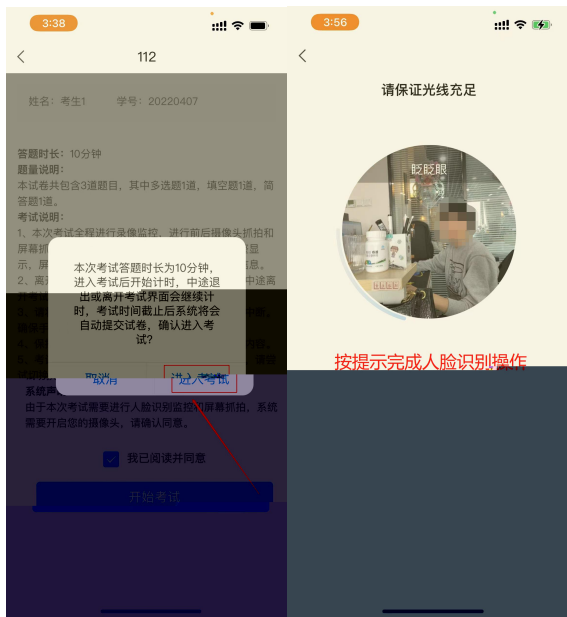 3:38
112
姓名：考生1 学号：20220407
答题时长：10分钟
题量说明：
本试卷共包含3道题目，其中多选题1道，填空题1道，简
答题1道。
考试说明：
1、本次考试全程进行录像监控，进行前后摄像头抓拍和
屏幕抓
示，屏
2、离
本次考试答题时长为10分钟，
进入考试后开始计时，中途退
出或离开考试界面会继续计
时，考试时间截止后系统将会
自动提交试卷，确认进入考
试？
取消 进入考试
系统声
由于本次考试需要进行人脸识别监控和屏幕抓拍，系统
需要开启您的摄像头，请确认同意。
我已阅读并同意
开始考试
3:56
请保证光线充足
眨眨眼
按提示完成人脸识别操作